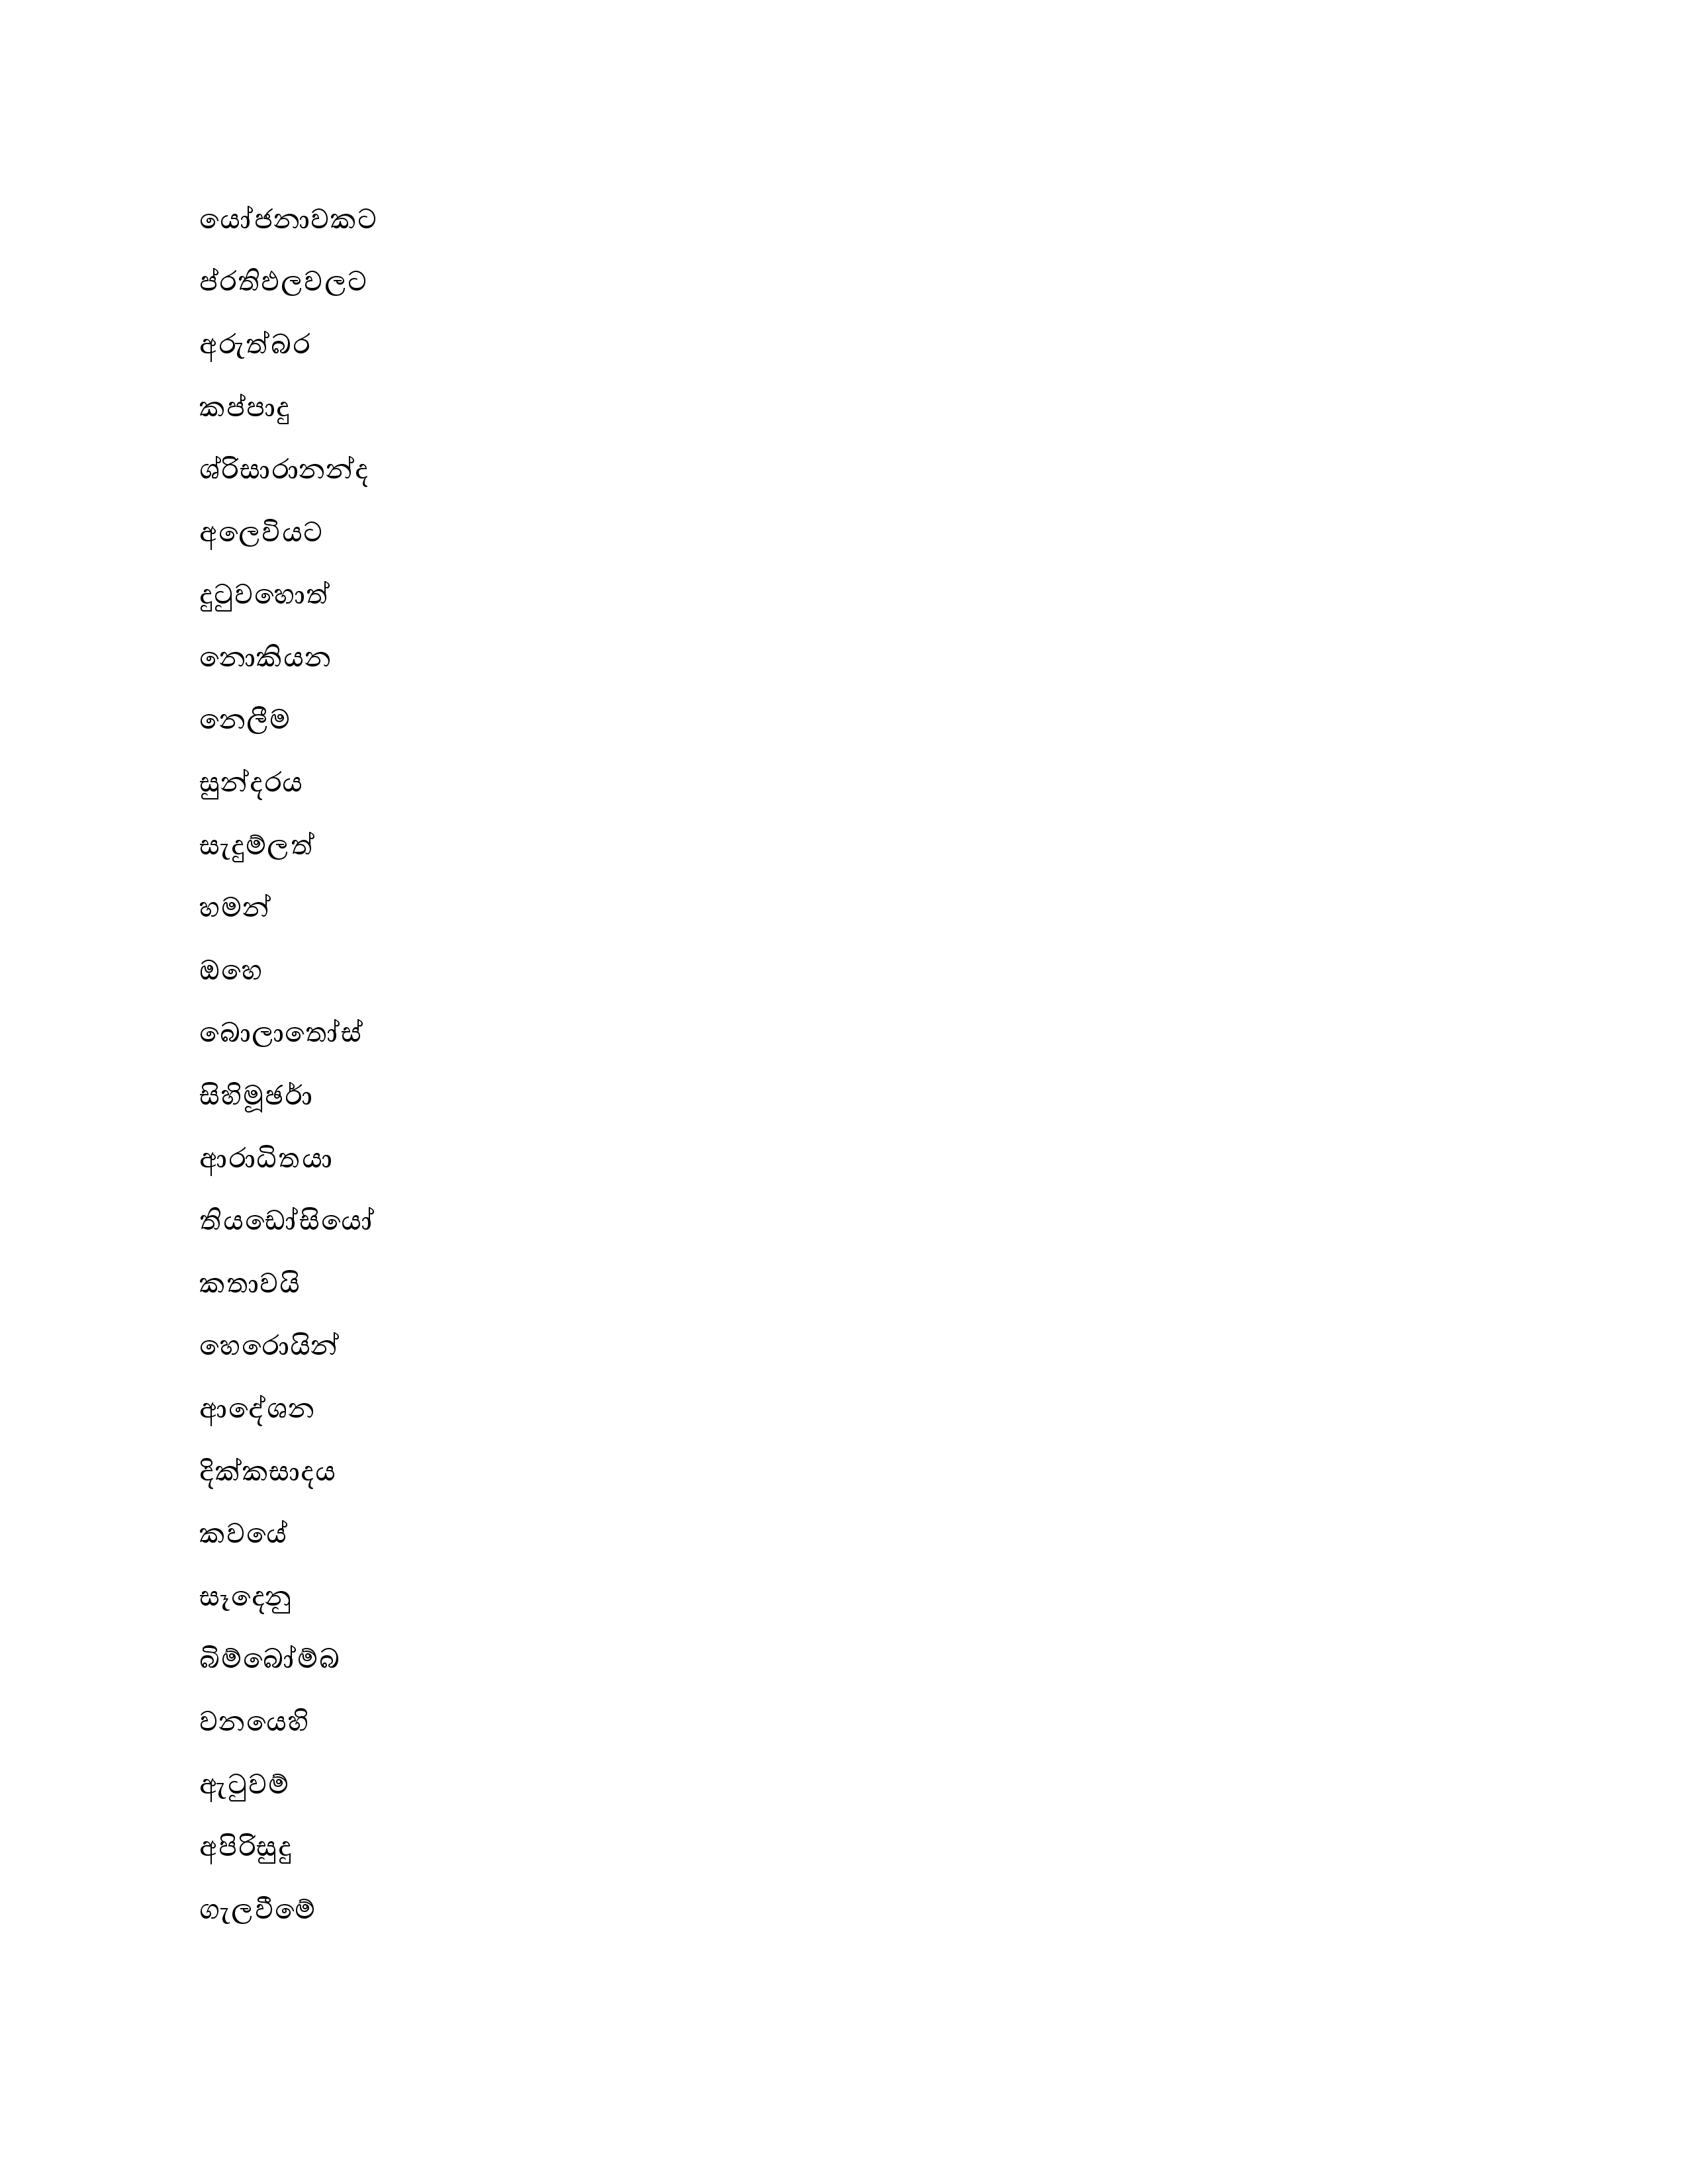 යෝජනාවකට
ප්රතිඵලවලට
අරුත්බර
කප්පාදු
ශ්රිසාරානන්ද
අලෙවියට
දුටුවහොත්
නොකියන
නෙලීම
සුන්දරය
සැදුම්ලත්
හමන්
ඔහෙ
බොලාතෝස්
සිහිමූඡර්ා
ආරාධිතයා
තියඩෝසියෝ
කතාවයි
හෙරොයින්
ආදේශන
දික්කසාදය
කවයේ
සෑදෙනු
බිම්බෝම්බ
වනයෙහි
ඇටුවම්
අපිරිසුදු
ගැලවීමේ